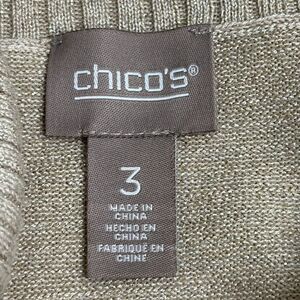 chico's®
3
MADE IN
CHINA
HECHO EN
CHINA
FABRIQUÉ EN
CHINE